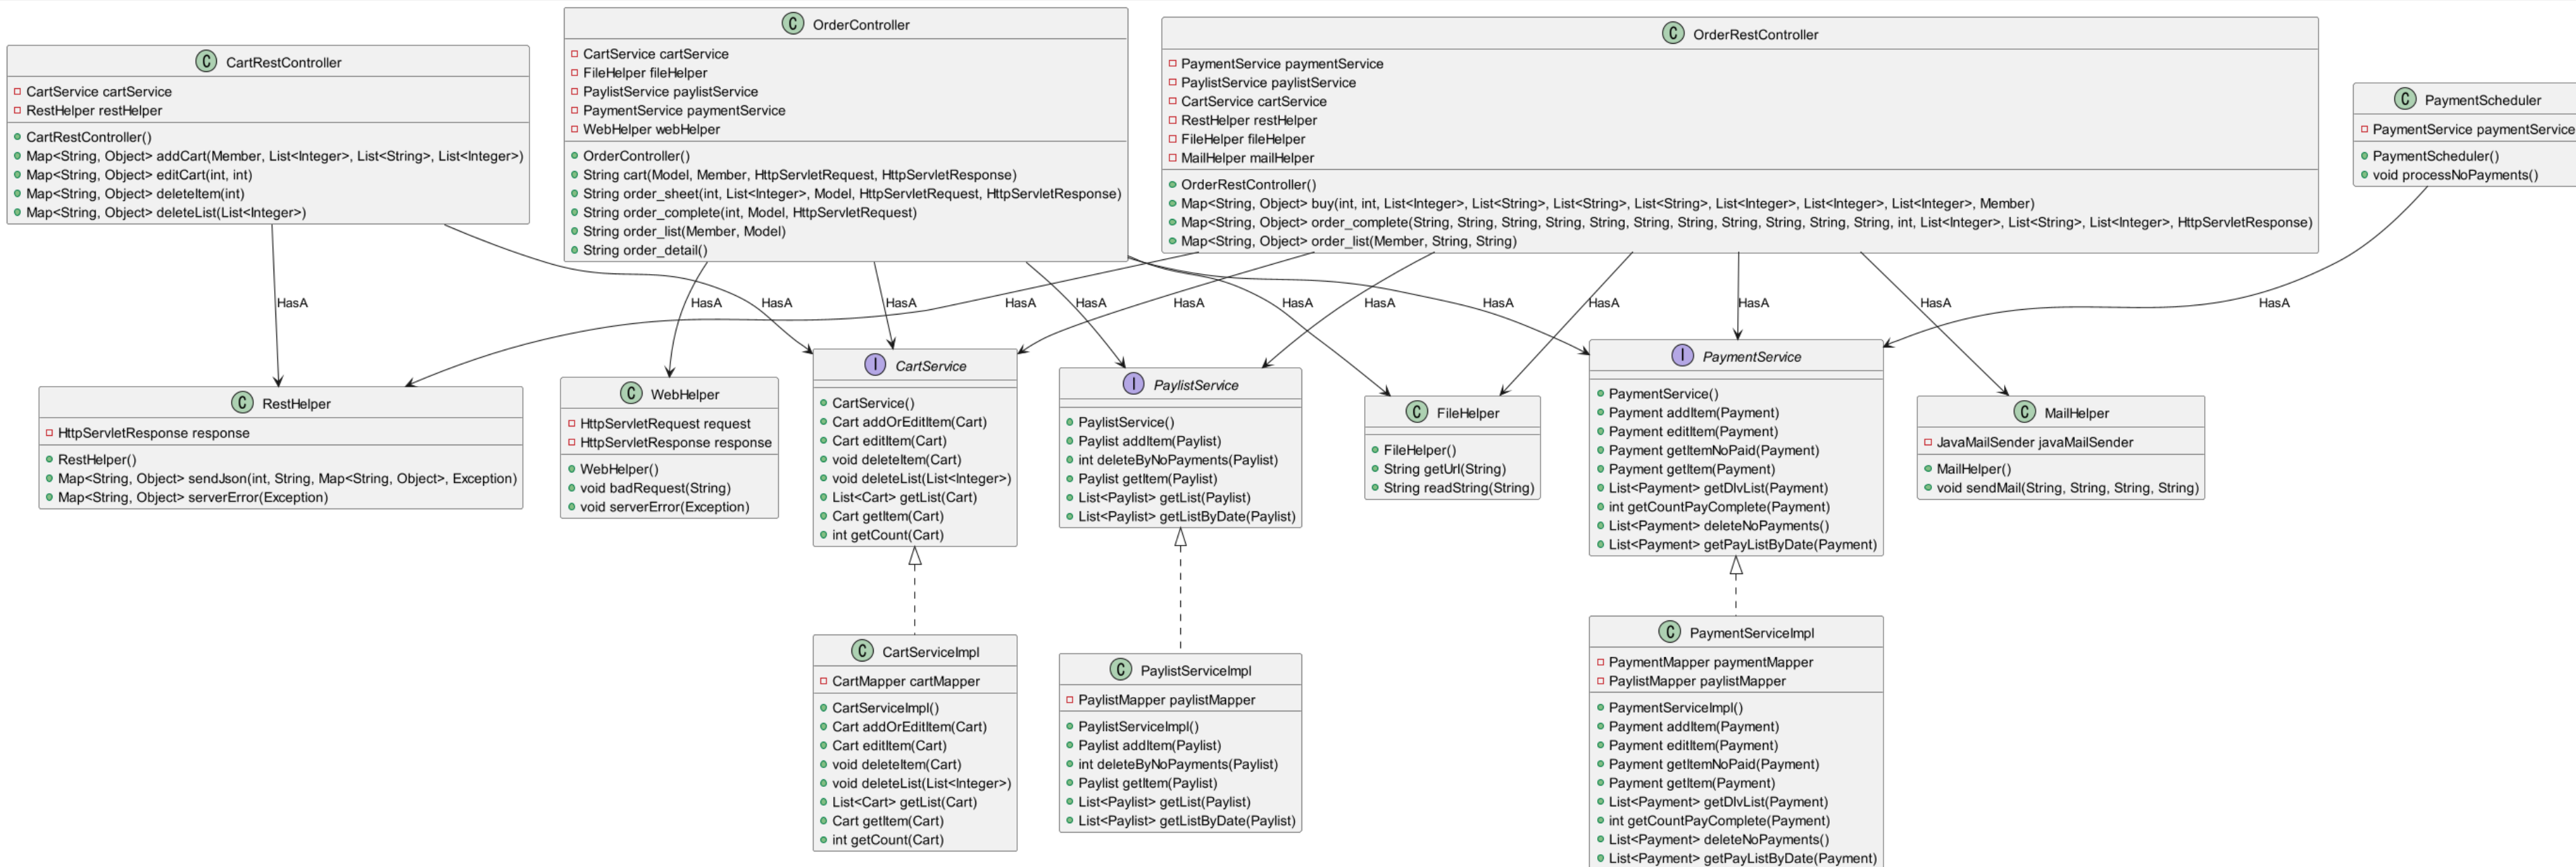 C CartRestController
CartService cartService
RestHelper restHelper
CartRestController()
Map<String, Object> addCart(Member, List<Integer>, List<String>, List<Integer>)
Map<String, Object> editCart(int, int)
Map<String, Object> deleteItem(int)
Map<String, Object> deleteList(List<Integer>)
C OrderController
CartService cartService
FileHelper fileHelper
PaylistService paylistService
PaymentService paymentService
WebHelper webHelper
OrderController()
String cart(Model, Member, HttpServletRequest, HttpServletResponse)
String order_sheet(int, List<Integer>, Model, HttpServletRequest, HttpServletResponse)
String order_complete(int, Model, HttpServletRequest)
String order_list(Member, Model)
String order_detail()
C OrderRestController
PaymentService paymentService
PaylistService paylistService
CartService cartService
RestHelper restHelper
FileHelper fileHelper
MailHelper mailHelper
OrderRestController()
Map<String, Object> buy(int, int, List<Integer>, List<String>, List<String>, List<String>, List<Integer>, List<Integer>, List<Integer>, Member)
Map<String, Object> order_complete(String, String, String, String, String, String, String, String, String, String, String, int, List<Integer>, List<String>, List<Integer>, HttpServletResponse)
Map<String, Object> order_list(Member, String, String)
C PaymentScheduler
PaymentService paymentService
PaymentScheduler()
void processNoPayments()
HasA HasA HasA HasA HasA HasA HasA HasA HasA HasA HasA HasA HasA HasA
C RestHelper
HttpServletResponse response
RestHelper()
Map<String, Object> sendJson(int, String, Map<String, Object>, Exception)
Map<String, Object> serverError(Exception)
C WebHelper
HttpServletRequest request
HttpServletResponse response
WebHelper()
void badRequest(String)
void serverError(Exception)
I CartService
CartService()
Cart addOrEditItem(Cart)
Cart editItem(Cart)
void deleteItem(Cart)
void deleteList(List<Integer>)
List<Cart> getList(Cart)
Cart getItem(Cart)
int getCount(Cart)
I PaylistService
PaylistService()
Paylist addItem(Paylist)
int deleteByNoPayments(Paylist)
Paylist getItem(Paylist)
List<Paylist> getList(Paylist)
List<Paylist> getListByDate(Paylist)
C FileHelper
FileHelper()
String getUrl(String)
String readString(String)
I PaymentService
PaymentService()
Payment addItem(Payment)
Payment editItem(Payment)
Payment getItemNoPaid(Payment)
Payment getItem(Payment)
List<Payment> getDlvList(Payment)
int getCountPayComplete(Payment)
List<Payment> deleteNoPayments()
List<Payment> getPayListByDate(Payment)
C MailHelper
JavaMailSender javaMailSender
MailHelper()
void sendMail(String, String, String, String)
C CartServiceImpl
CartMapper cartMapper
CartServiceImpl()
Cart addOrEditItem(Cart)
Cart editItem(Cart)
void deleteItem(Cart)
void deleteList(List<Integer>)
List<Cart> getList(Cart)
Cart getItem(Cart)
int getCount(Cart)
C PaylistServiceImpl
PaylistMapper paylistMapper
PaylistServiceImpl()
Paylist addItem(Paylist)
int deleteByNoPayments(Paylist)
Paylist getItem(Paylist)
List<Paylist> getList(Paylist)
List<Paylist> getListByDate(Paylist)
C PaymentServiceImpl
PaymentMapper paymentMapper
PaylistMapper paylistMapper
PaymentServiceImpl()
Payment addItem(Payment)
Payment editItem(Payment)
Payment getItemNoPaid(Payment)
Payment getItem(Payment)
List<Payment> getDlvList(Payment)
int getCountPayComplete(Payment)
List<Payment> deleteNoPayments()
List<Payment> getPayListByDate(Payment)